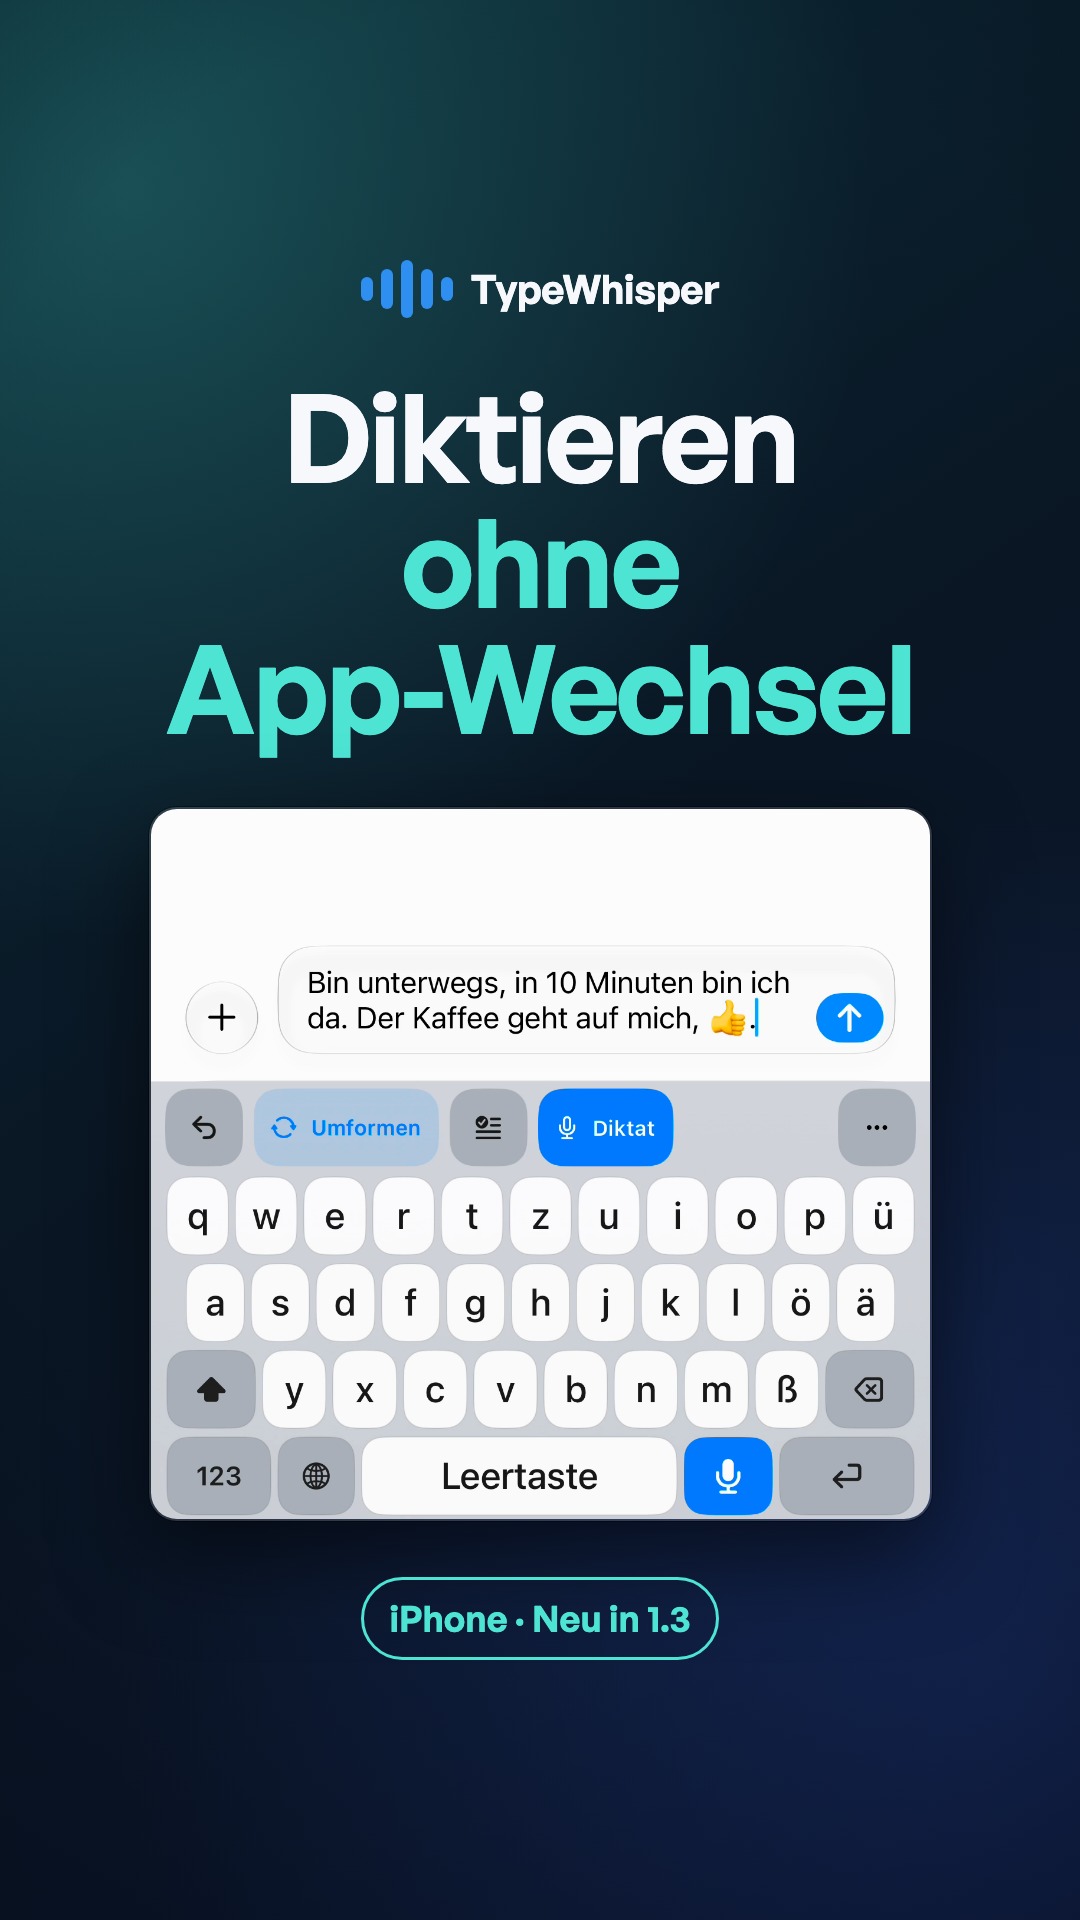 TypeWhisper
Diktieren
ohne
App-Wechsel
Bin unterwegs, in 10 Minuten bin ich
da. Der Kaffee geht auf mich, 👍.
Umformen
Diktat
q w e r t z u i o p ü
a s d f g h j k l ö ä
y x c v b n m ß
123
Leertaste
iPhone · Neu in 1.3